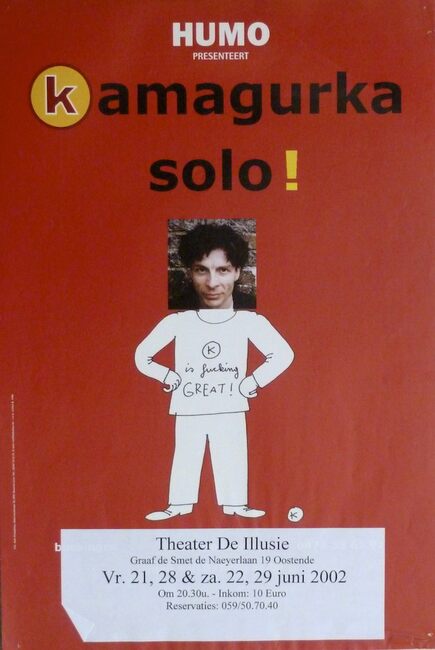 HUMO
PRESENTEERT
kamagurka
solo!
K
is fucking
GREAT!
K
Theater De Illusie
Graaf de Smet de Naeyerlaan 19 Oostende
Vr. 21, 28 & za. 22, 29 juni 2002
Om 20.30u. - Inkom: 10 Euro
Reservaties: 059/50.70.40